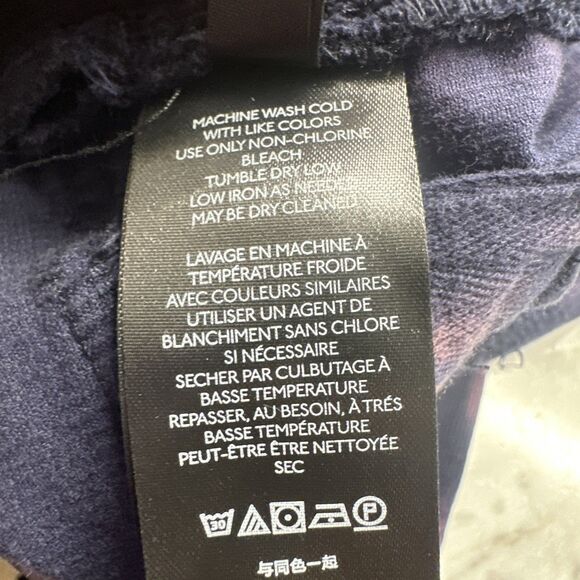 MACHINE WASH COLD
WITH LIKE COLORS
USE ONLY NON-CHLORINE
BLEACH
TUMBLE DRY LOW
LOW IRON AS NEEDED
MAY BE DRY CLEANED
LAVAGE EN MACHINE À
TEMPÉRATURE FROIDE
AVEC COULEURS SIMILAIRES
UTILISER UN AGENT DE
BLANCHIMENT SANS CHLORE
SI NÉCESSAIRE
SECHER PAR CULBUTAGE À
BASSE TEMPERATURE
REPASSER, AU BESOIN, À TRÉS
BASSE TEMPÉRATURE
PEUT-ÊTRE ÊTRE NETTOYÉE
SEC
30 P
与同色一起